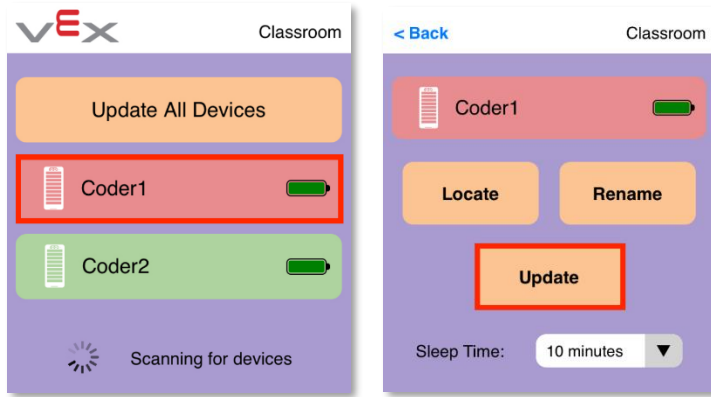 VEX
Classroom
Update All Devices
Coder1
Coder2
Scanning for devices
< Back
Classroom
Coder1
Locate
Rename
Update
Sleep Time:
10 minutes